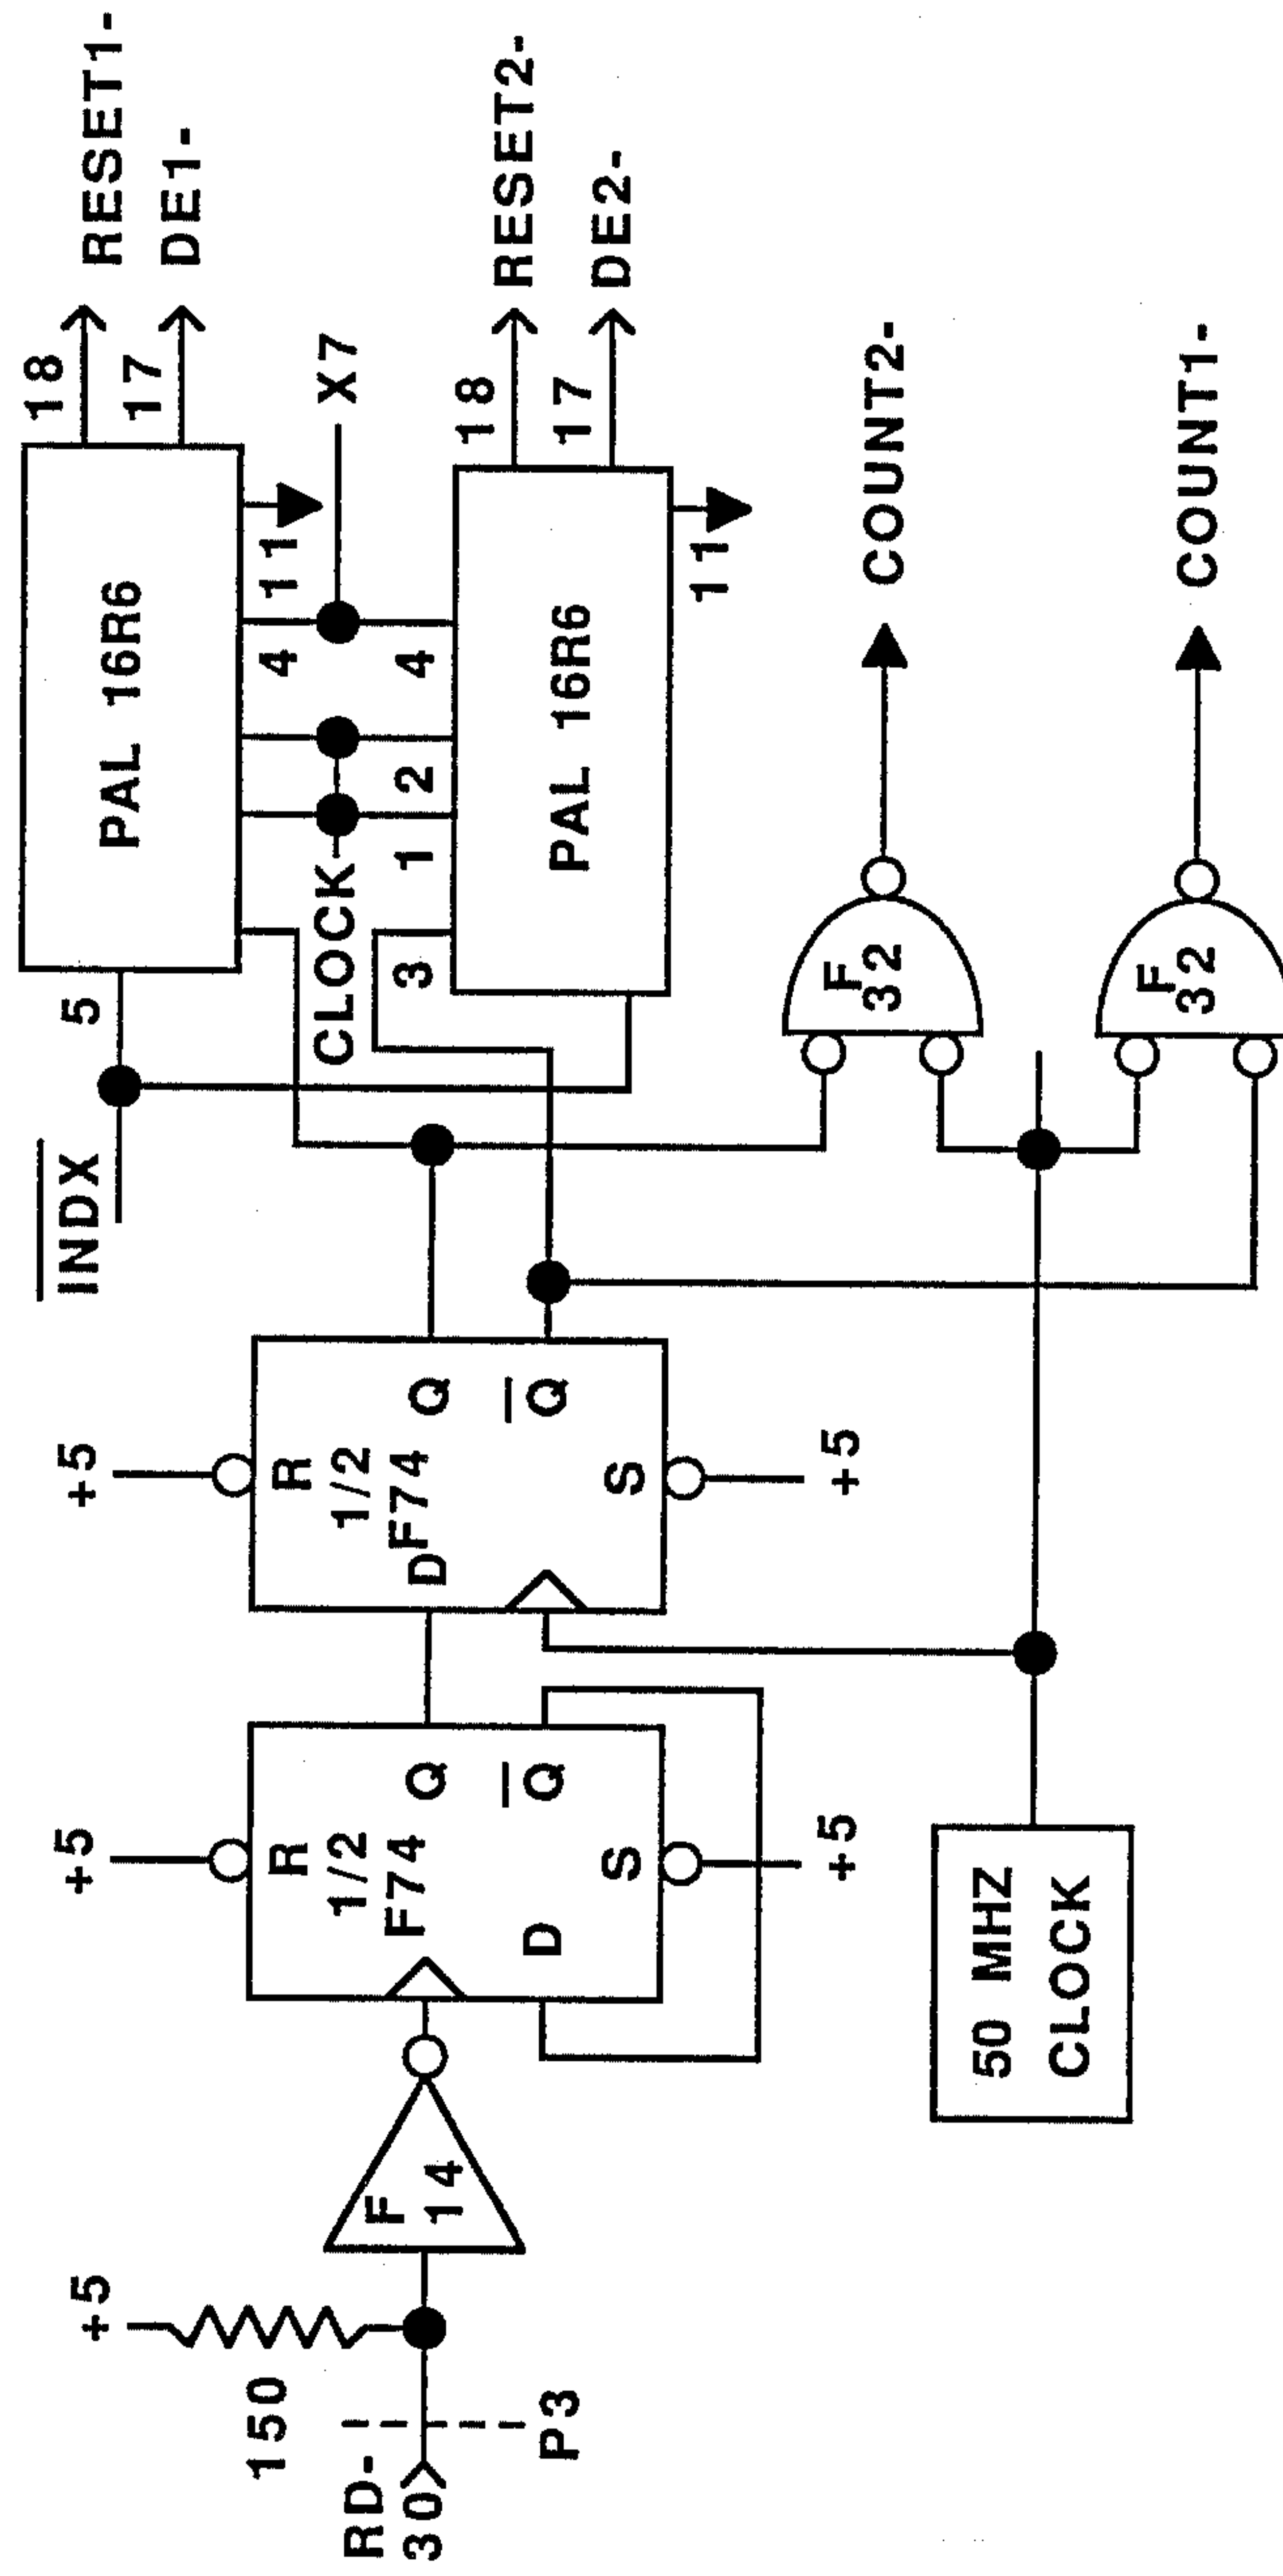 +5
150
RD-
30
P3
F
14
+5
R
1/2
F74
Q
Q
D
S
+5
+5
R
1/2
F74
D
Q
Q
S
+5
50 MHZ
CLOCK
INDX
5
PAL 16R6
18
RESET1-
17
DE1-
11
4
X7
CLOCK
3
1
2
4
PAL 16R6
18
RESET2-
17
DE2-
11
F
32
COUNT2-
F
32
COUNT1-